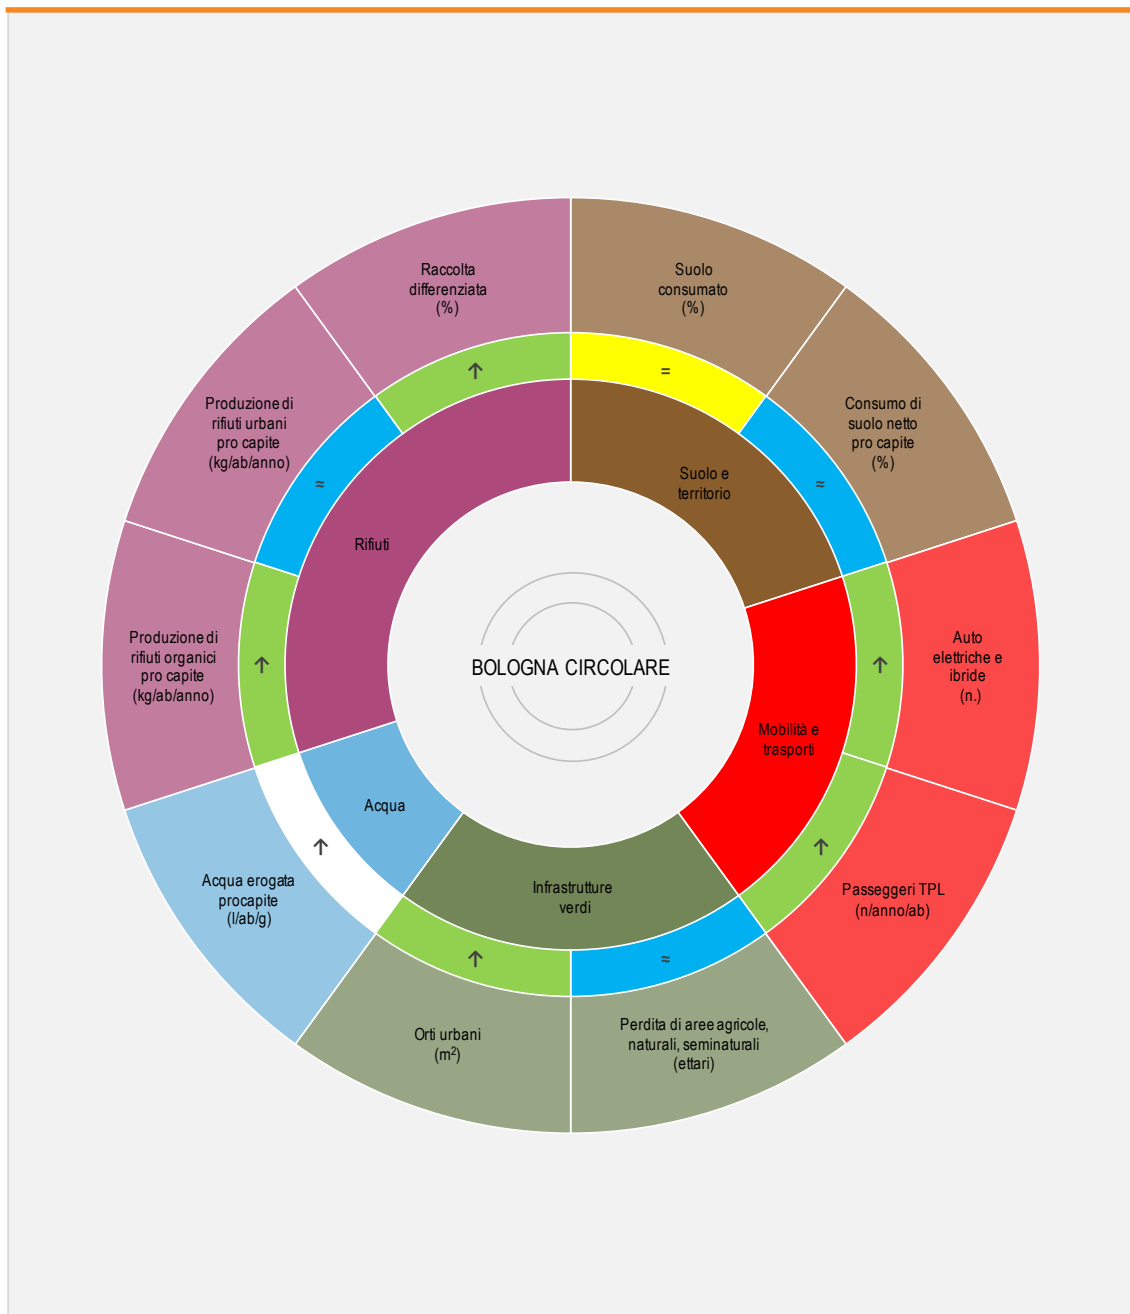 Raccolta
differenziata
(%)
↑
Suolo
consumato
(%)
=
Consumo di
suolo netto
pro capite
(%)
≈
Suolo e
territorio
Auto
elettriche e
ibride
(n.)
↑
Mobilità e
trasporti
Passeggeri TPL
(n/anno/ab)
↑
Perdita di aree agricole,
naturali, seminaturali
(ettari)
≈
Infrastrutture
verdi
Orti urbani
(m²)
↑
Acqua erogata
procapite
(l/ab/g)
↑
Acqua
Produzione di
rifiuti organici
pro capite
(kg/ab/anno)
↑
Produzione di
rifiuti urbani
pro capite
(kg/ab/anno)
≈
Rifiuti
BOLOGNA CIRCOLARE